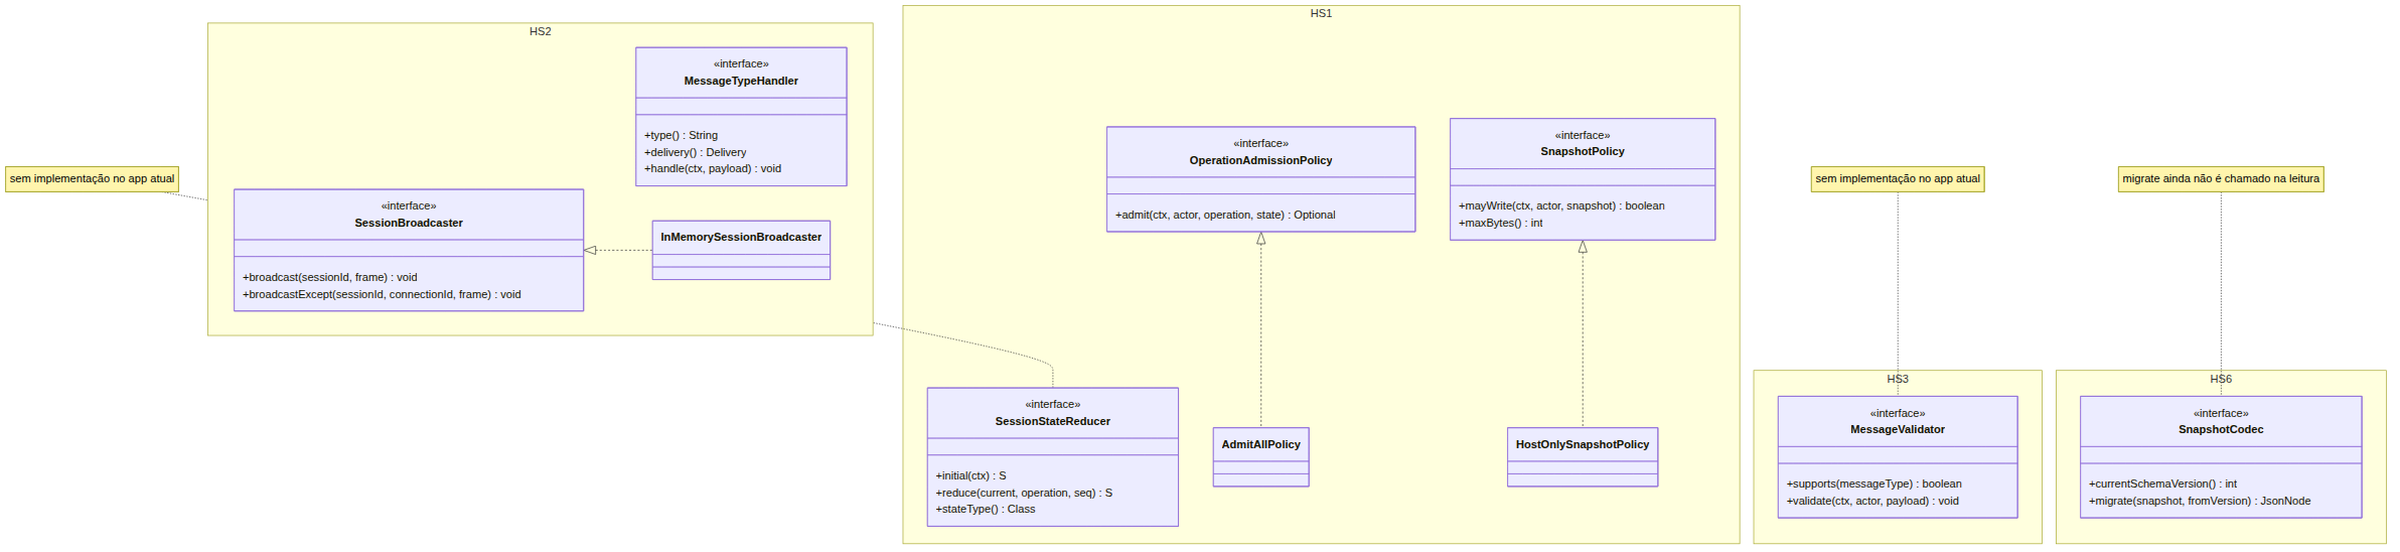 HS2
«interface»
MessageTypeHandler
+type() : String
+delivery() : Delivery
+handle(ctx, payload) : void
sem implementação no app atual
«interface»
SessionBroadcaster
+broadcast(sessionId, frame) : void
+broadcastExcept(sessionId, connectionId, frame) : void
InMemorySessionBroadcaster
HS1
«interface»
OperationAdmissionPolicy
+admit(ctx, actor, operation, state) : Optional
«interface»
SnapshotPolicy
+mayWrite(ctx, actor, snapshot) : boolean
+maxBytes() : int
«interface»
SessionStateReducer
+initial(ctx) : S
+reduce(current, operation, seq) : S
+stateType() : Class
AdmitAllPolicy
HostOnlySnapshotPolicy
sem implementação no app atual
HS3
«interface»
MessageValidator
+supports(messageType) : boolean
+validate(ctx, actor, payload) : void
migrate ainda não é chamado na leitura
HS6
«interface»
SnapshotCodec
+currentSchemaVersion() : int
+migrate(snapshot, fromVersion) : JsonNode